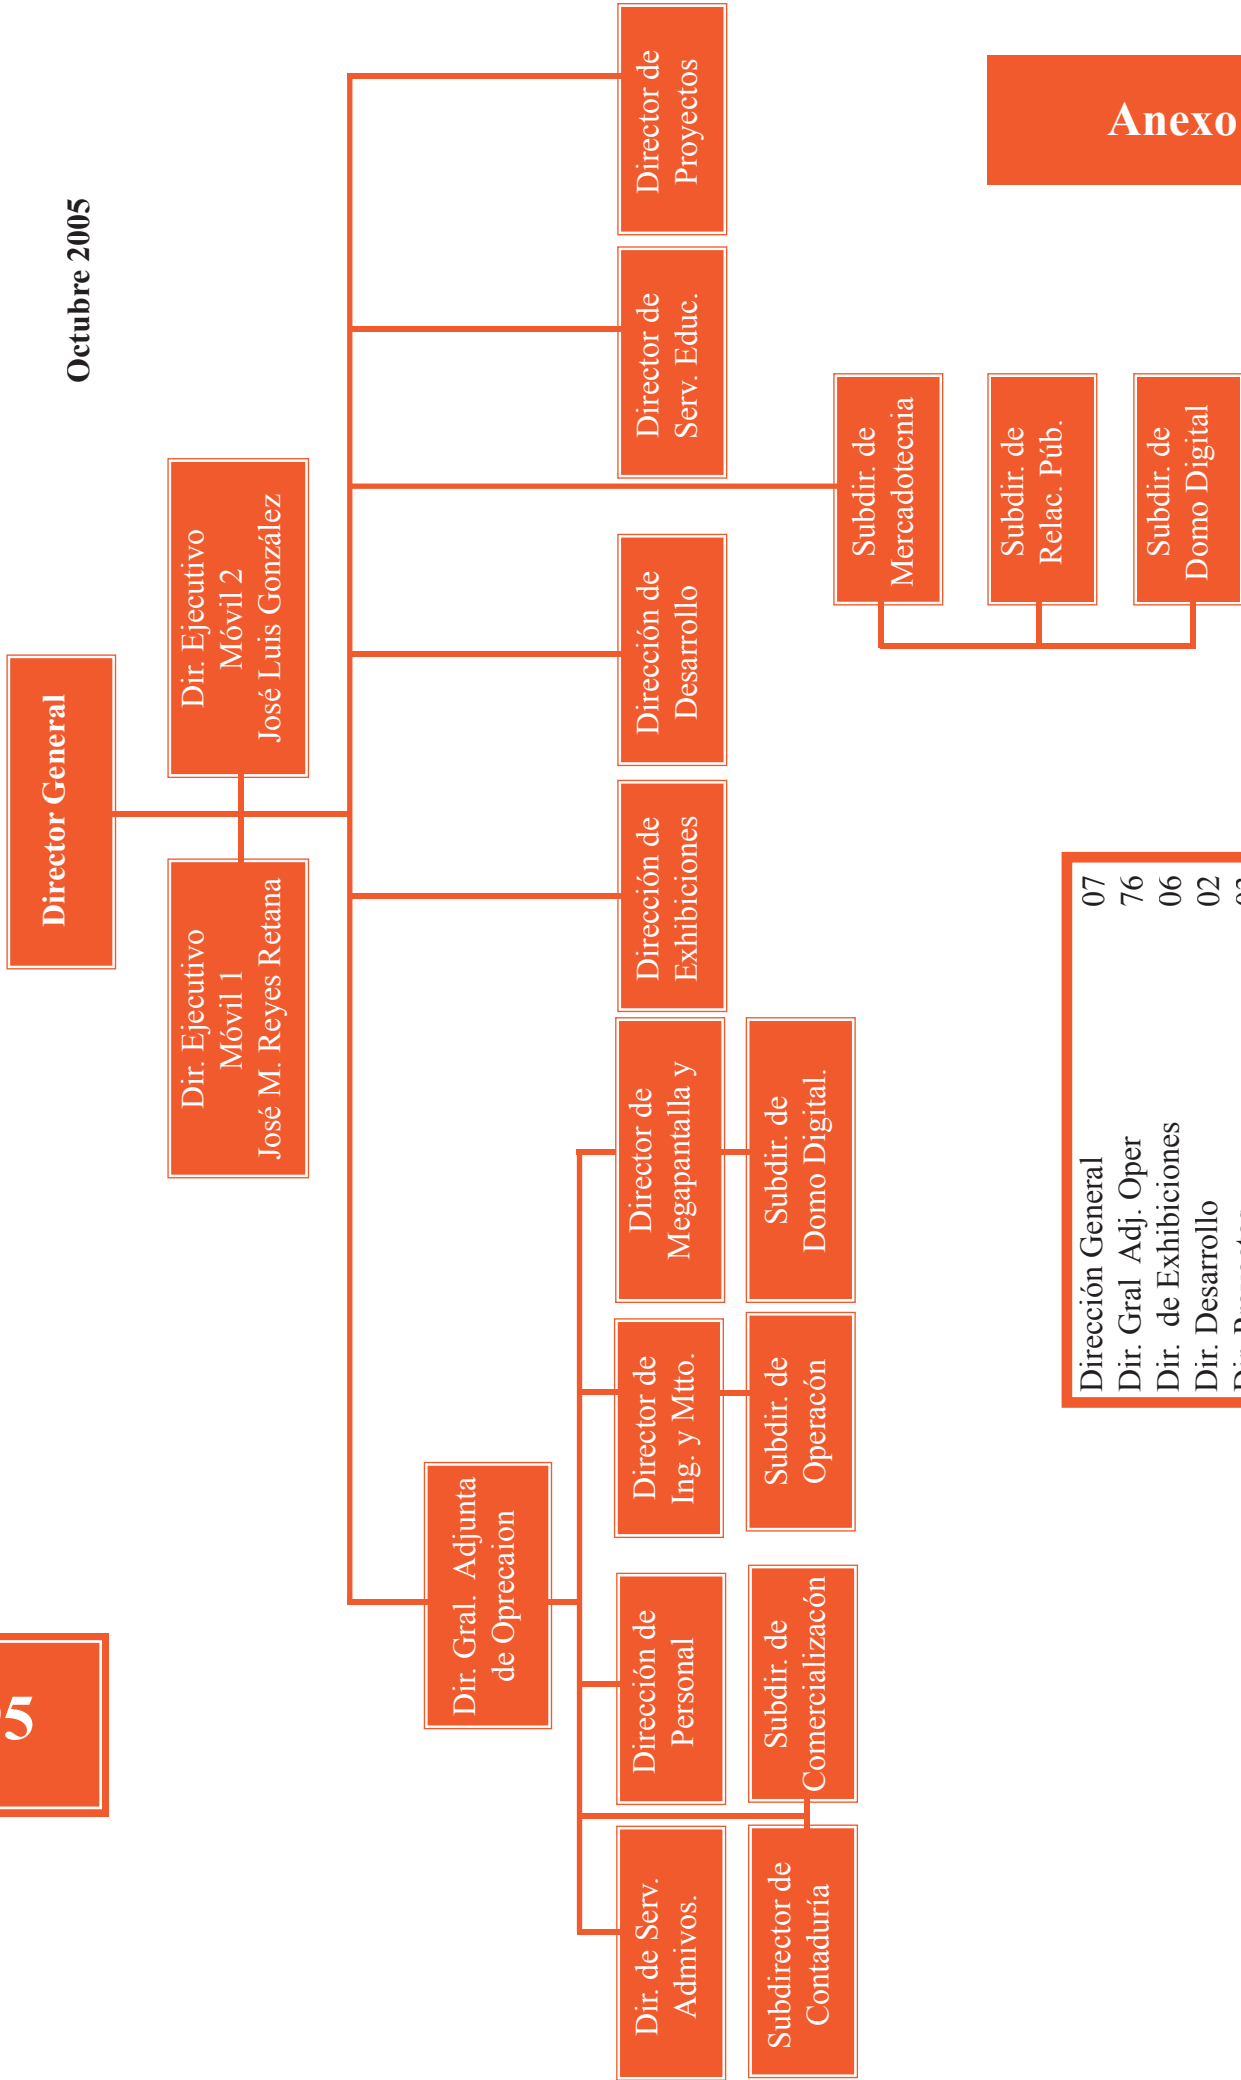 Octubre 2005
Director General
Dir. Ejecutivo
Móvil 1
José M. Reyes Retana
Dir. Ejecutivo
Móvil 2
José Luis González
Dir. Gral. Adjunta
de Oprecaion
Dir. de Serv.
Admivos.
Dirección de
Personal
Director de
Ing. y Mtto.
Director de
Megapantalla y
Dirección de
Exhibiciones
Dirección de
Desarrollo
Director de
Serv. Educ.
Director de
Proyectos
Subdirector de
Contaduría
Subdir. de
Comercializacón
Subdir. de
Operacón
Subdir. de
Domo Digital.
Subdir. de
Mercadotecnia
Subdir. de
Relac. Púb.
Subdir. de
Domo Digital
Dirección General 07
Dir. Gral Adj. Oper 76
Dir. de Exhibiciones 06
Dir. Desarrollo 02
Anexo